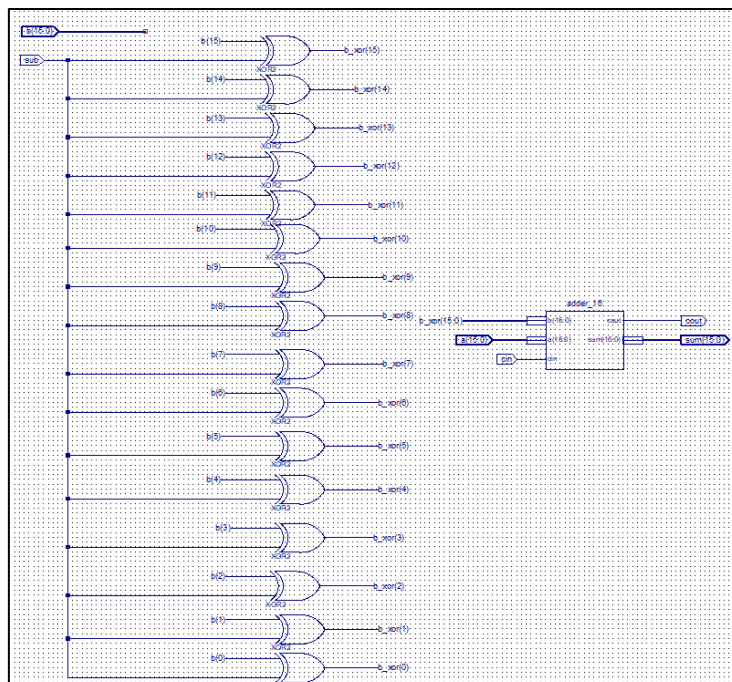 b(15:0)
sub
b(15)
XOR2
b_xor(15)
b(14)
XOR2
b_xor(14)
b(13)
XOR2
b_xor(13)
b(12)
XOR2
b_xor(12)
b(11)
XOR2
b_xor(11)
b(10)
XOR2
b_xor(10)
b(9)
XOR2
b_xor(9)
b(8)
XOR2
b_xor(8)
b(7)
XOR2
b_xor(7)
b(6)
XOR2
b_xor(6)
b(5)
XOR2
b_xor(5)
b(4)
XOR2
b_xor(4)
b(3)
XOR2
b_xor(3)
b(2)
XOR2
b_xor(2)
b(1)
XOR2
b_xor(1)
b(0)
b_xor(0)
adder_16
b_xor(15:0)
b(15:0)
cout
cout
a(15:0)
a(15:0)
sum(15:0)
sum(15:0)
cin
cin